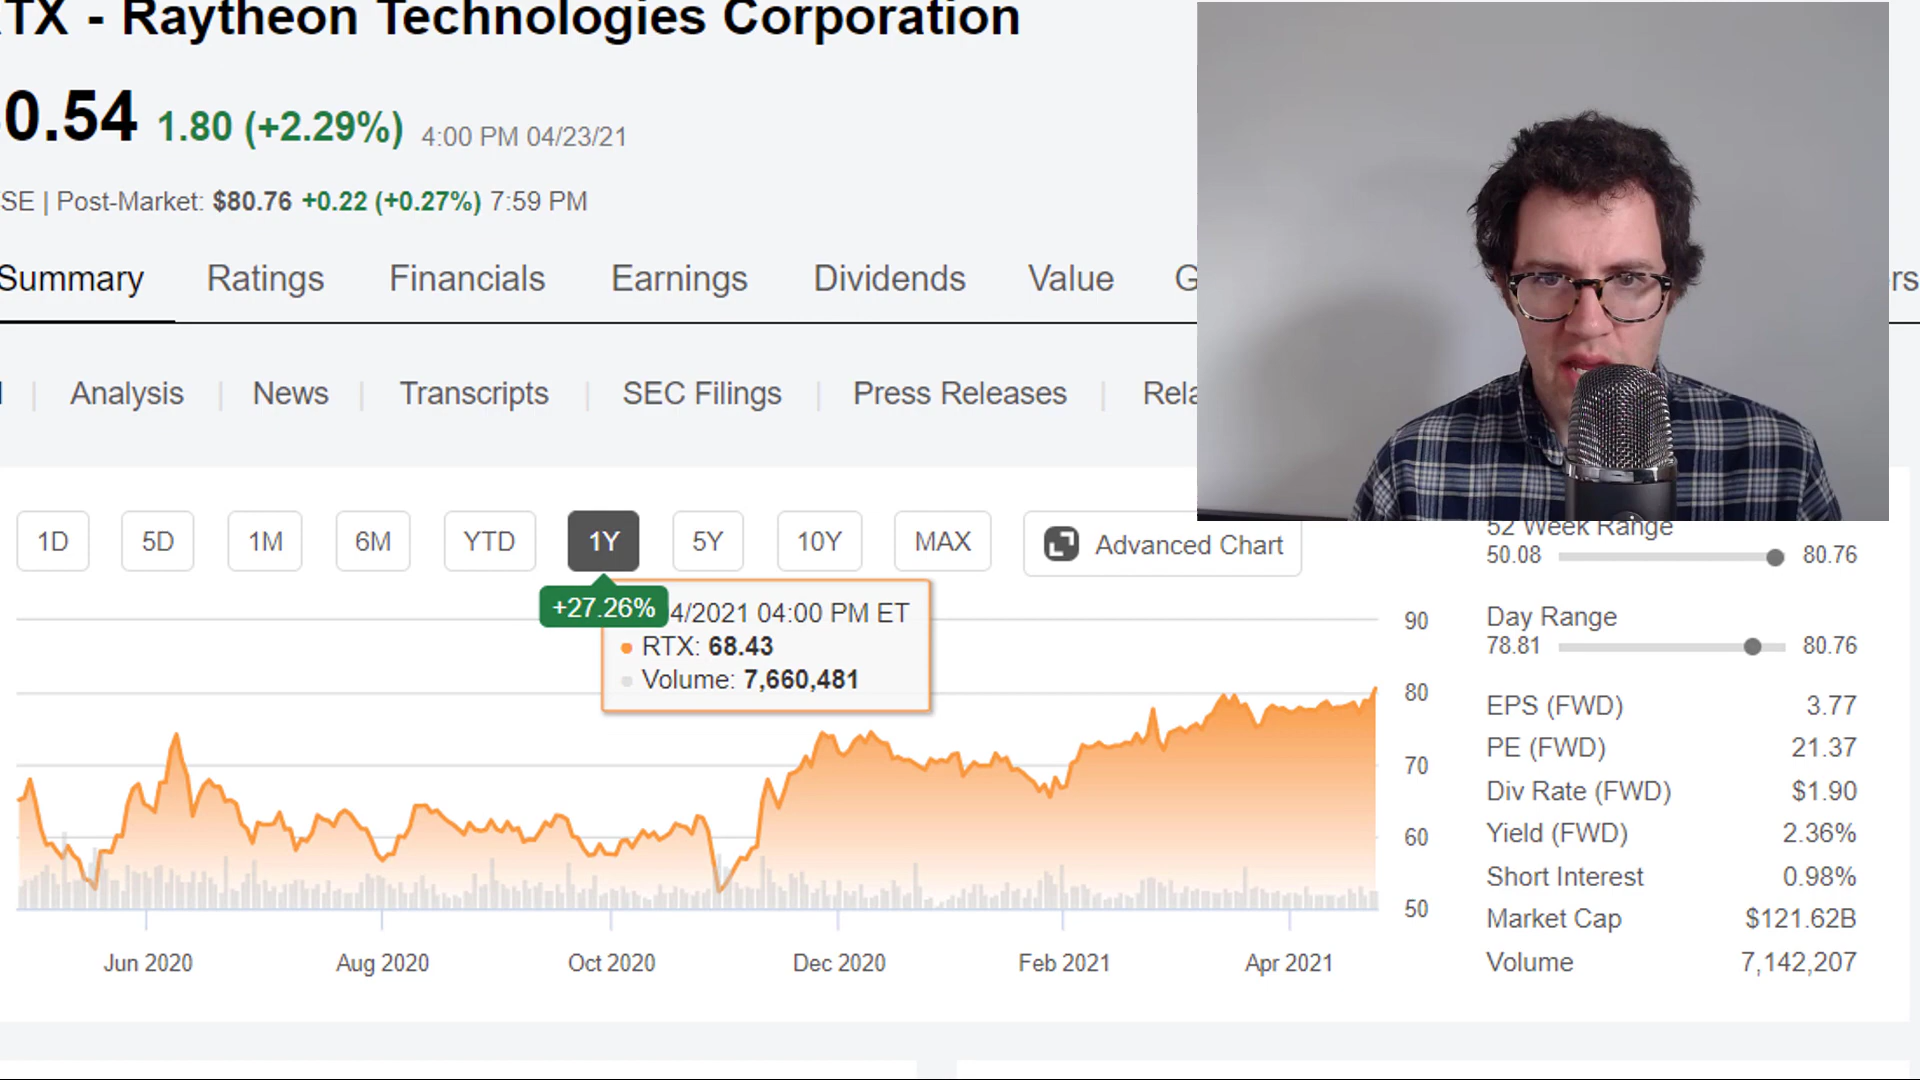 TX - Raytheon Technologies Corporation
0.54 1.80 (+2.29%) 4:00 PM 04/23/21
SE | Post-Market: $80.76 +0.22 (+0.27%) 7:59 PM
Summary Ratings Financials Earnings Dividends Value G rs
Analysis | News | Transcripts | SEC Filings | Press Releases | Rela
1D 5D 1M 6M YTD 1Y 5Y 10Y MAX Advanced Chart
+27.26% 4/2021 04:00 PM ET
RTX: 68.43
Volume: 7,660,481
90
80
70
60
50
Jun 2020 Aug 2020 Oct 2020 Dec 2020 Feb 2021 Apr 2021
52 Week Range
50.08 80.76
Day Range
78.81 80.76
EPS (FWD) 3.77
PE (FWD) 21.37
Div Rate (FWD) $1.90
Yield (FWD) 2.36%
Short Interest 0.98%
Market Cap $121.62B
Volume 7,142,207